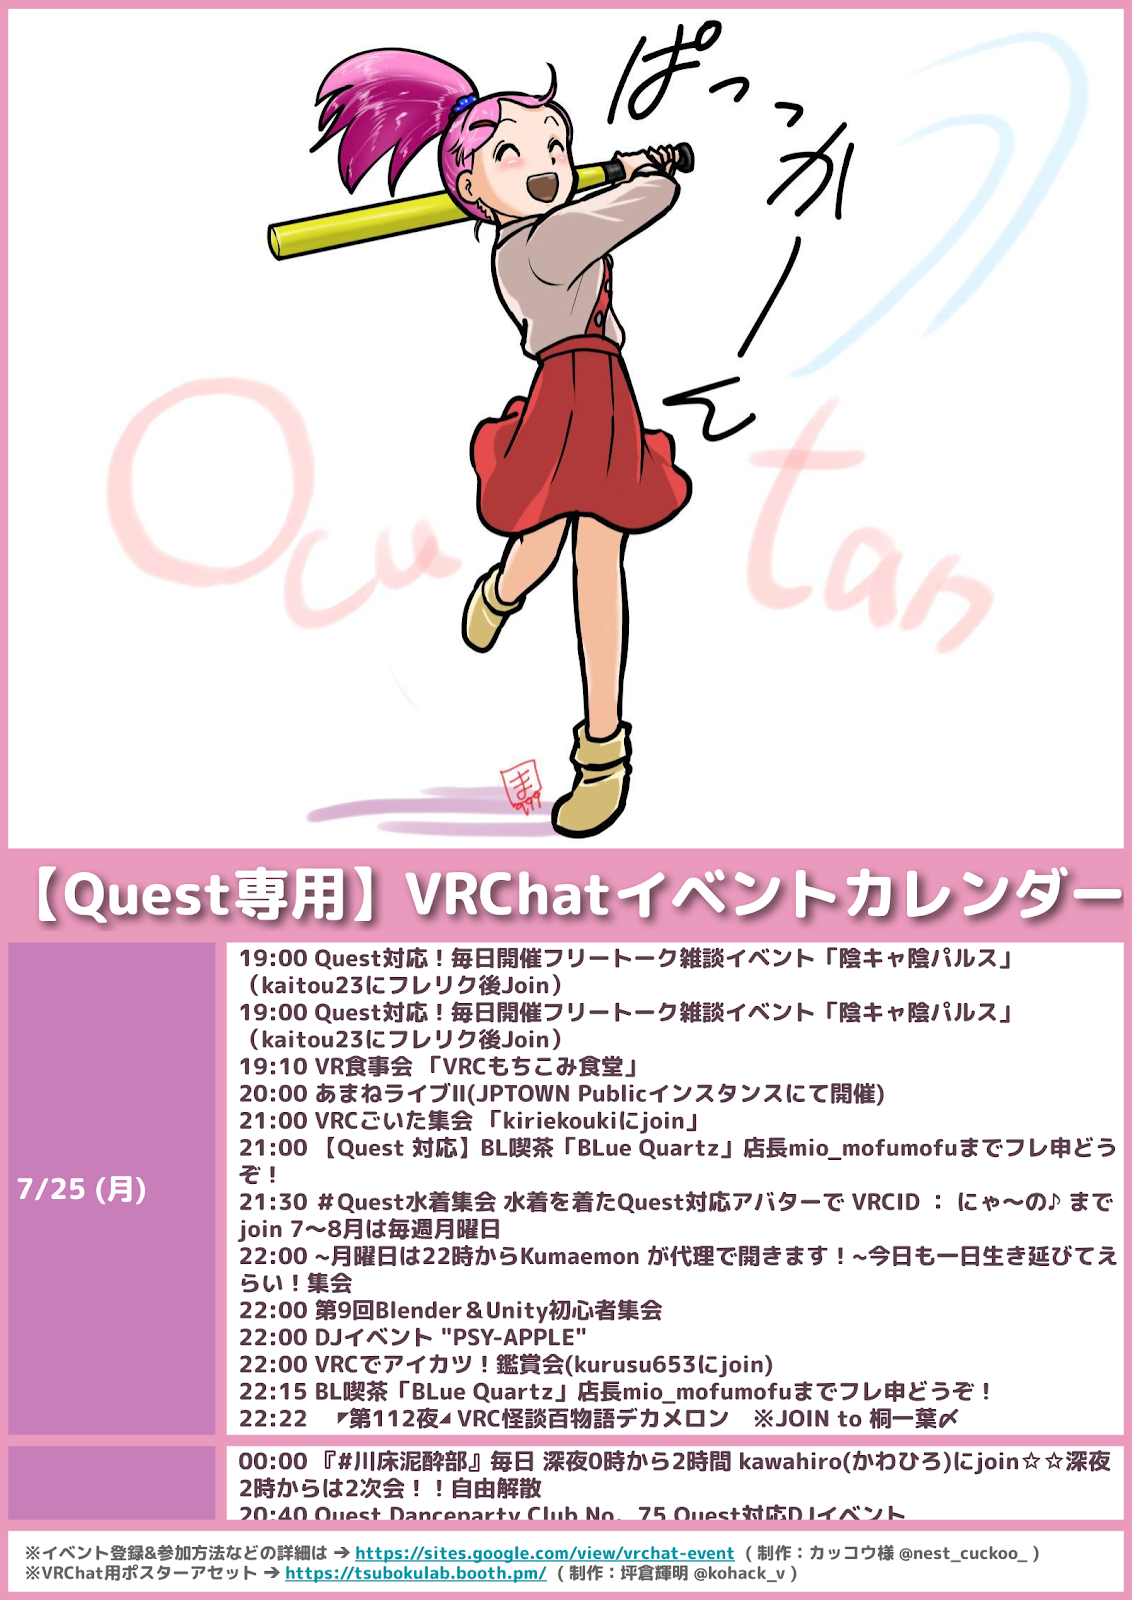 ぱっっかーん
Ocu tan
ま
999
【Quest専用】VRChatイベントカレンダー
7/25 (月)
19:00 Quest対応！毎日開催フリートーク雑談イベント「陰キャ陰パルス」
（kaitou23にフレリク後Join）
19:00 Quest対応！毎日開催フリートーク雑談イベント「陰キャ陰パルス」
（kaitou23にフレリク後Join）
19:10 VR食事会 「VRCもちこみ食堂」
20:00 あまねライブII(JPTOWN Publicインスタンスにて開催)
21:00 VRCごいた集会 「kiriekoukiにjoin」
21:00 【Quest 対応】BL喫茶「BLue Quartz」店長mio_mofumofuまでフレ申どう
ぞ！
21:30 ＃Quest水着集会 水着を着たQuest対応アバターで VRCID ： にゃ〜の♪ まで
join 7〜8月は毎週月曜日
22:00 ~月曜日は22時からKumaemon が代理で開きます！~今日も一日生き延びてえ
らい！集会
22:00 第9回Blender＆Unity初心者集会
22:00 DJイベント "PSY-APPLE"
22:00 VRCでアイカツ！鑑賞会(kurusu653にjoin)
22:15 BL喫茶「BLue Quartz」店長mio_mofumofuまでフレ申どうぞ！
22:22 ◤第112夜◢ VRC怪談百物語デカメロン ※JOIN to 桐一葉〆
00:00 『#川床泥酔部』毎日 深夜0時から2時間 kawahiro(かわひろ)にjoin☆☆深夜
2時からは2次会！！自由解散
20:40 Quest Danceparty Club No．75 Quest対応DJイベント
※イベント登録&参加方法などの詳細は ➔ https://sites.google.com/view/vrchat-event ( 制作：カッコウ様 @nest_cuckoo_ )
※VRChat用ポスターアセット ➔ https://tsubokulab.booth.pm/ ( 制作：坪倉輝明 @kohack_v )